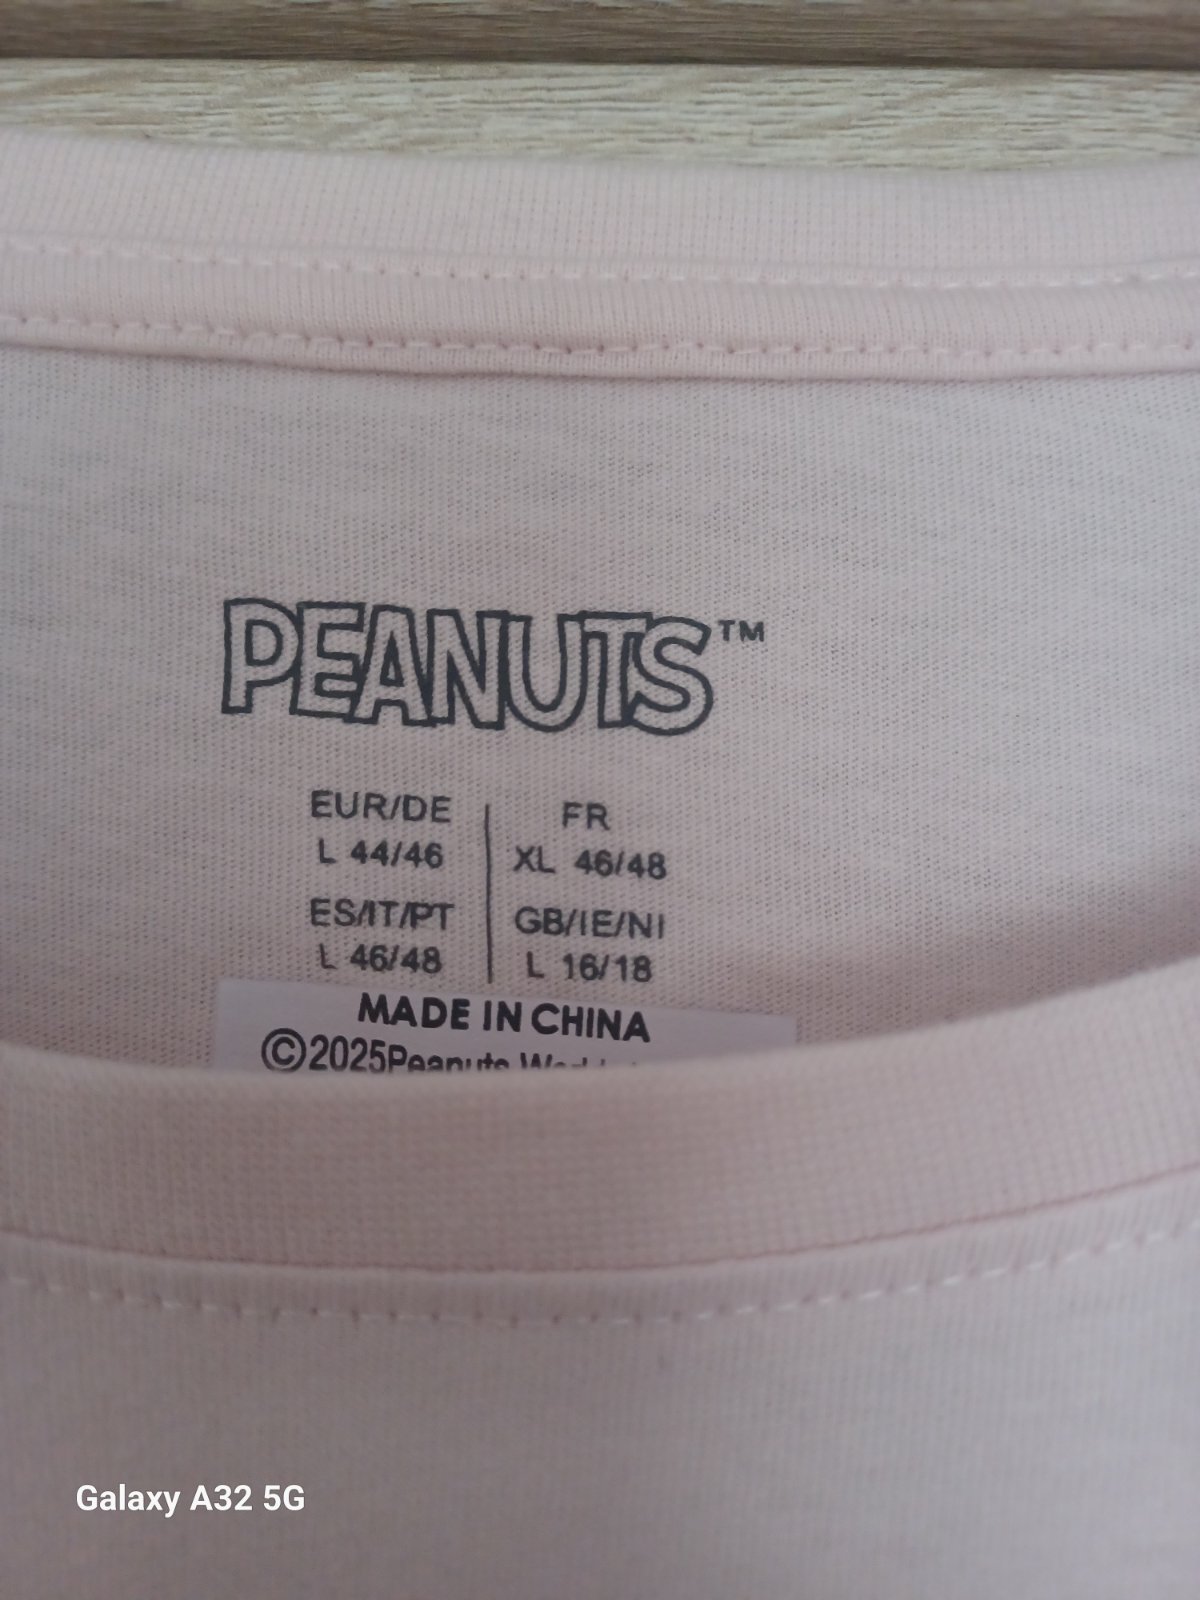 PEANUTS™
EUR/DE
L 44/46
FR
XL 46/48
ES/IT/PT
L 46/48
GB/IE/NI
L 16/18
MADE IN CHINA
©2025Peanuts
Galaxy A32 5G